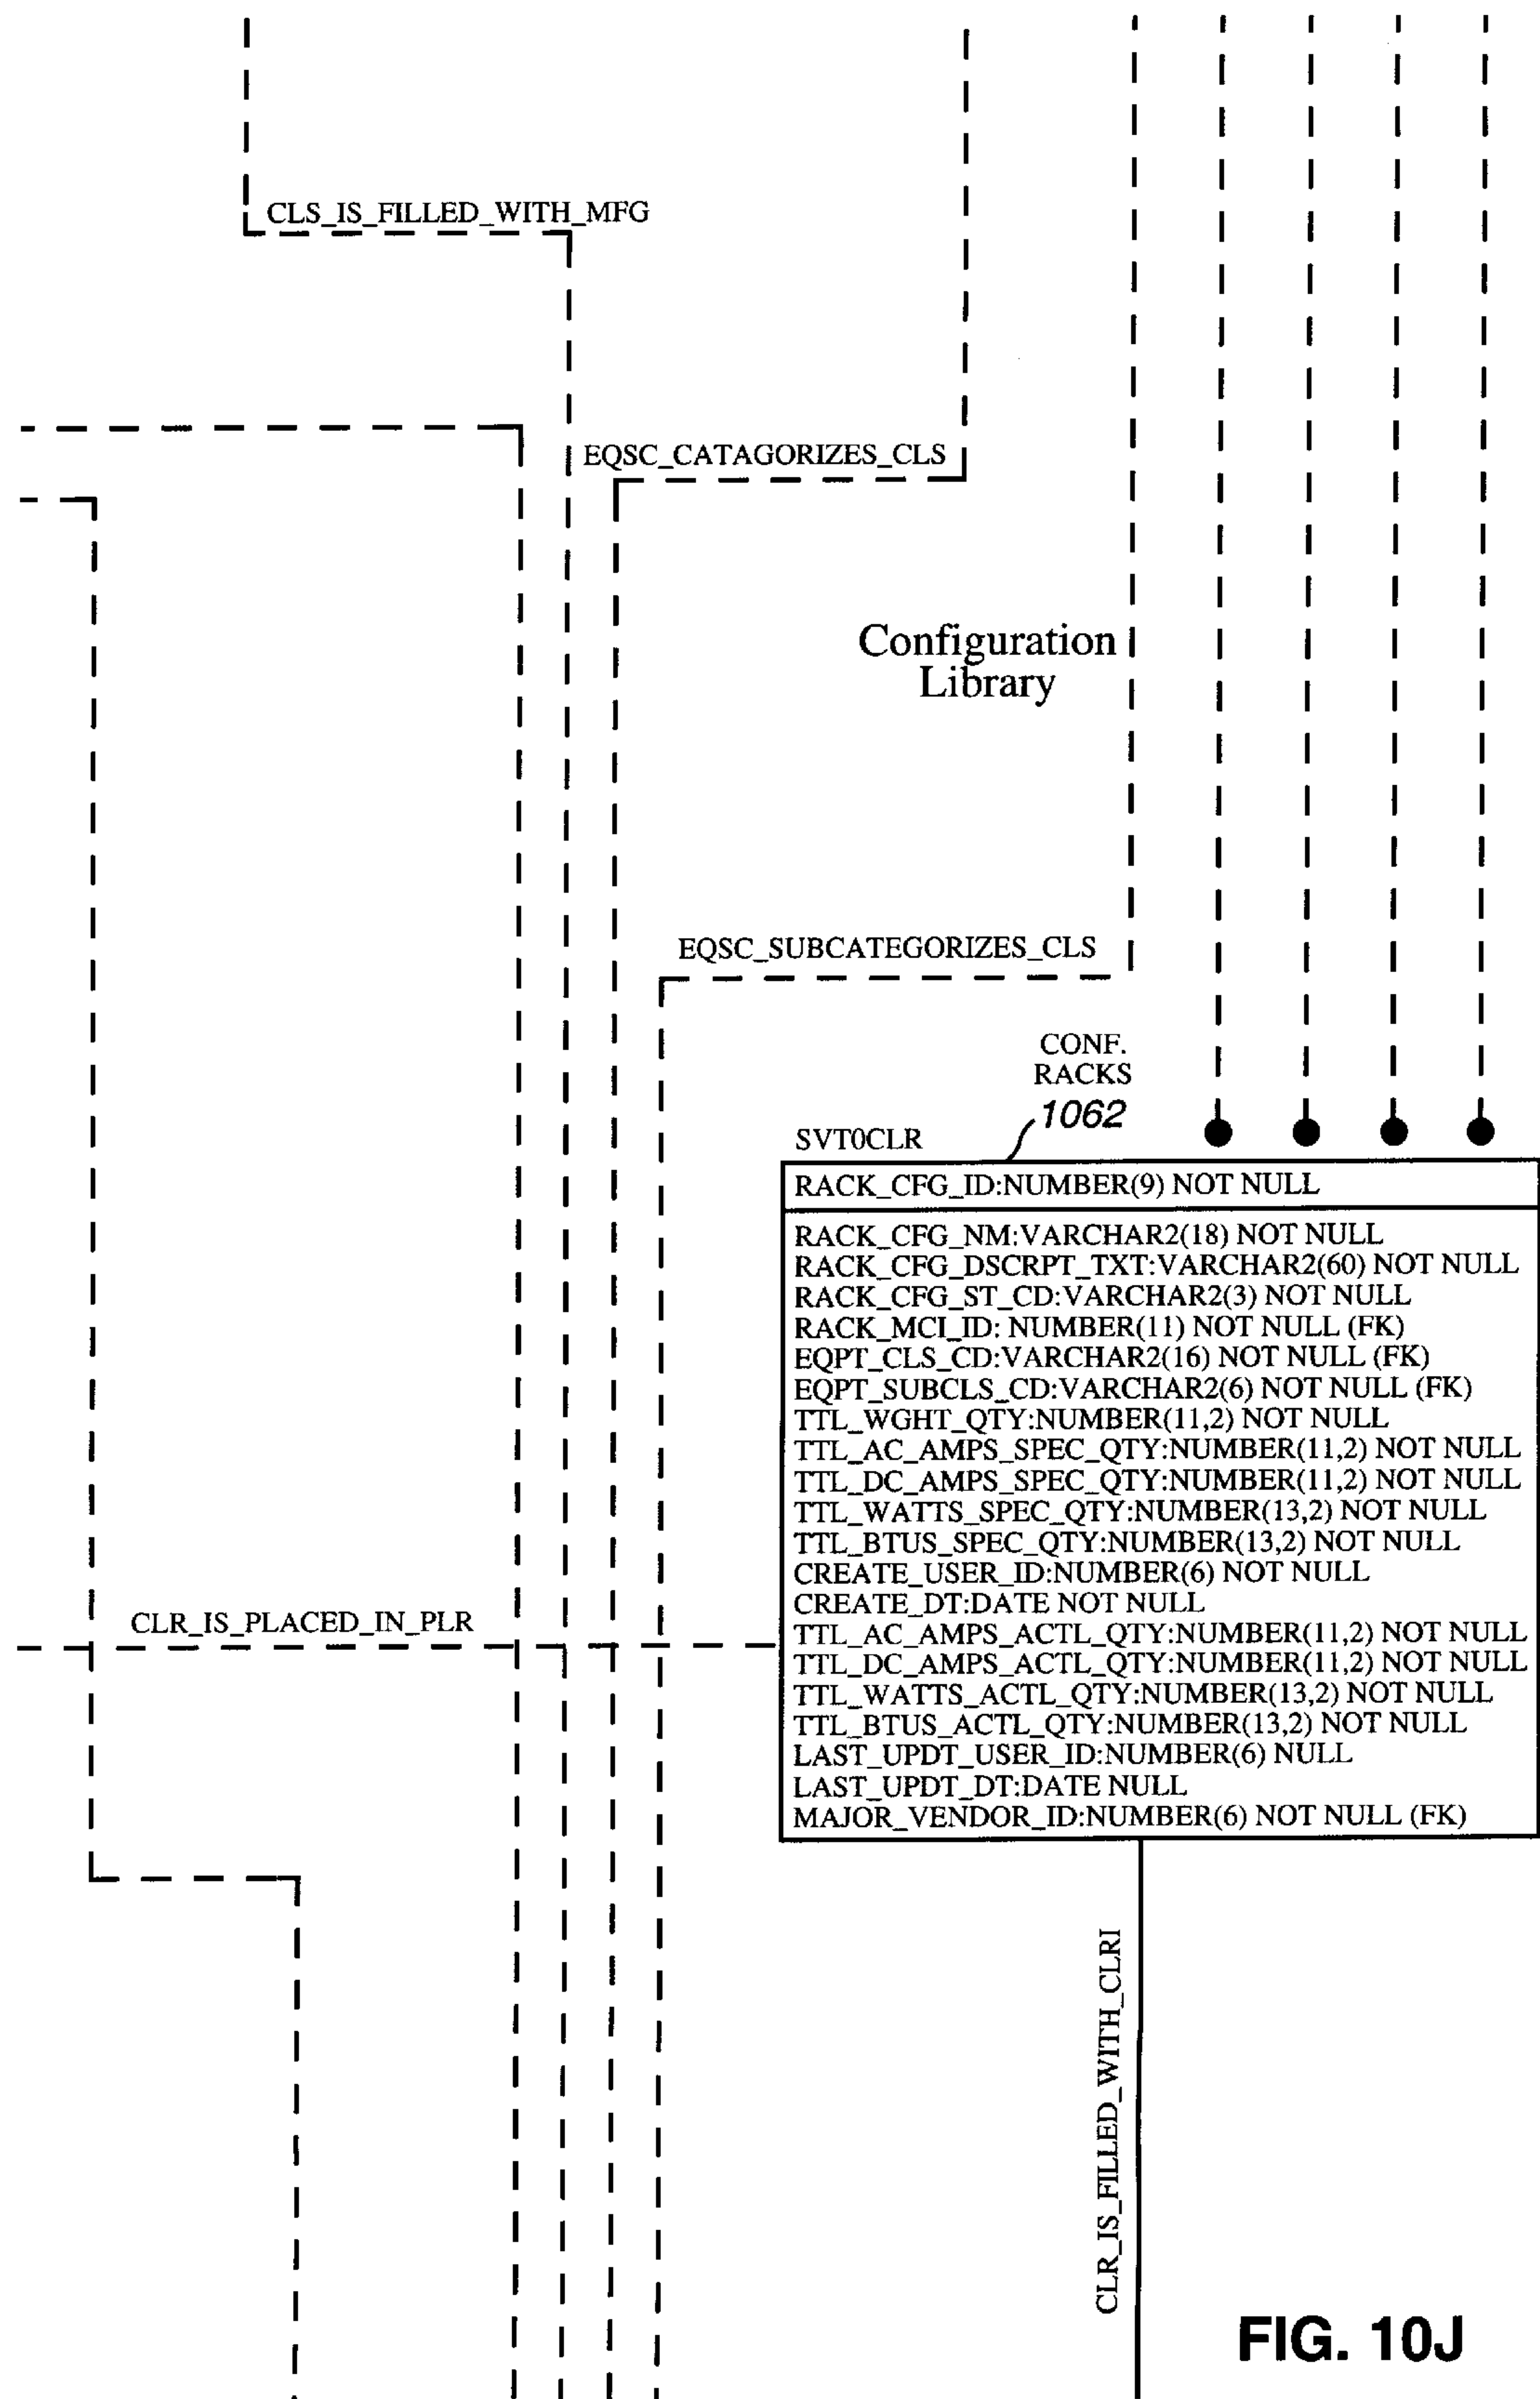 CLS_IS_FILLED_WITH_MFG
EQSC_CATAGORIZES_CLS
Configuration
Library
EQSC_SUBCATEGORIZES_CLS
CONF.
RACKS
1062
SVT0CLR
RACK_CFG_ID:NUMBER(9) NOT NULL
RACK_CFG_NM:VARCHAR2(18) NOT NULL
RACK_CFG_DSCRPT_TXT:VARCHAR2(60) NOT NULL
RACK_CFG_ST_CD:VARCHAR2(3) NOT NULL
RACK_MCI_ID: NUMBER(11) NOT NULL (FK)
EQPT_CLS_CD:VARCHAR2(16) NOT NULL (FK)
EQPT_SUBCLS_CD:VARCHAR2(6) NOT NULL (FK)
TTL_WGHT_QTY:NUMBER(11,2) NOT NULL
TTL_AC_AMPS_SPEC_QTY:NUMBER(11,2) NOT NULL
TTL_DC_AMPS_SPEC_QTY:NUMBER(11,2) NOT NULL
TTL_WATTS_SPEC_QTY:NUMBER(13,2) NOT NULL
TTL_BTUS_SPEC_QTY:NUMBER(13,2) NOT NULL
CREATE_USER_ID:NUMBER(6) NOT NULL
CREATE_DT:DATE NOT NULL
TTL_AC_AMPS_ACTL_QTY:NUMBER(11,2) NOT NULL
TTL_DC_AMPS_ACTL_QTY:NUMBER(11,2) NOT NULL
TTL_WATTS_ACTL_QTY:NUMBER(13,2) NOT NULL
TTL_BTUS_ACTL_QTY:NUMBER(13,2) NOT NULL
LAST_UPDT_USER_ID:NUMBER(6) NULL
LAST_UPDT_DT:DATE NULL
MAJOR_VENDOR_ID:NUMBER(6) NOT NULL (FK)
CLR_IS_PLACED_IN_PLR
CLR_IS_FILLED_WITH_CLRI
FIG. 10J